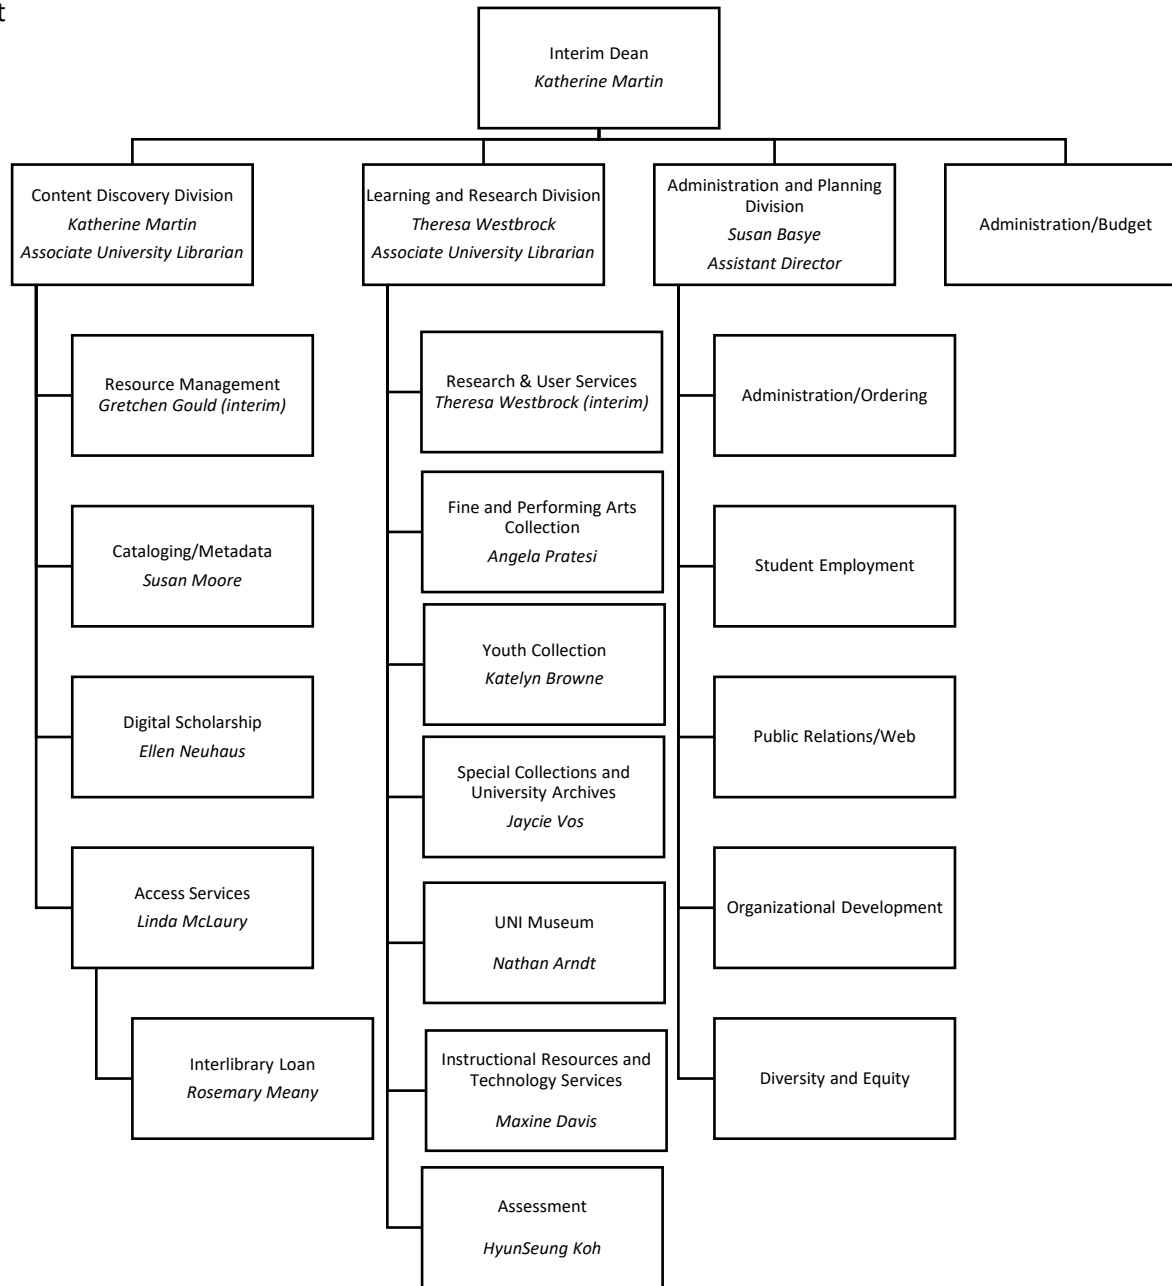 t
Interim Dean
Katherine Martin
Content Discovery Division
Katherine Martin
Associate University Librarian
Learning and Research Division
Theresa Westbrock
Associate University Librarian
Administration and Planning
Division
Susan Basye
Assistant Director
Administration/Budget
Resource Management
Gretchen Gould (interim)
Cataloging/Metadata
Susan Moore
Digital Scholarship
Ellen Neuhaus
Access Services
Linda McLaury
Interlibrary Loan
Rosemary Meany
Research & User Services
Theresa Westbrock (interim)
Fine and Performing Arts
Collection
Angela Pratesi
Youth Collection
Katelyn Browne
Special Collections and
University Archives
Jaycie Vos
UNI Museum
Nathan Arndt
Instructional Resources and
Technology Services
Maxine Davis
Assessment
HyunSeung Koh
Administration/Ordering
Student Employment
Public Relations/Web
Organizational Development
Diversity and Equity